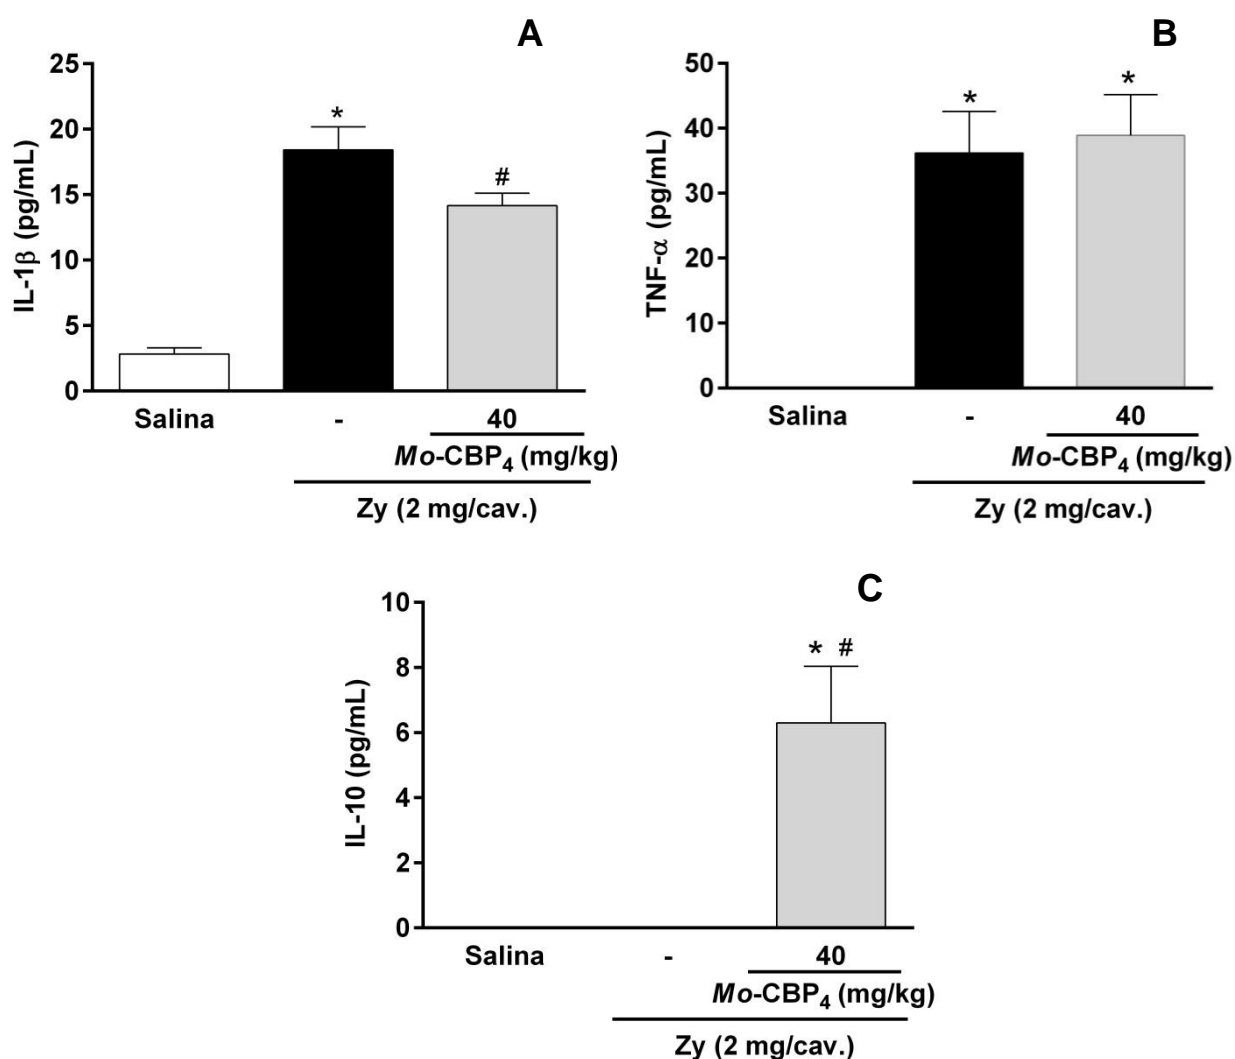 A
IL-1β (pg/mL)
25
20
15
10
5
0
*
#
Salina
-
40
Mo-CBP₄ (mg/kg)
Zy (2 mg/cav.)
B
TNF-α (pg/mL)
50
40
30
20
10
0
*
*
Salina
-
40
Mo-CBP₄ (mg/kg)
Zy (2 mg/cav.)
C
IL-10 (pg/mL)
10
8
6
4
2
0
* #
Salina
-
40
Mo-CBP₄ (mg/kg)
Zy (2 mg/cav.)